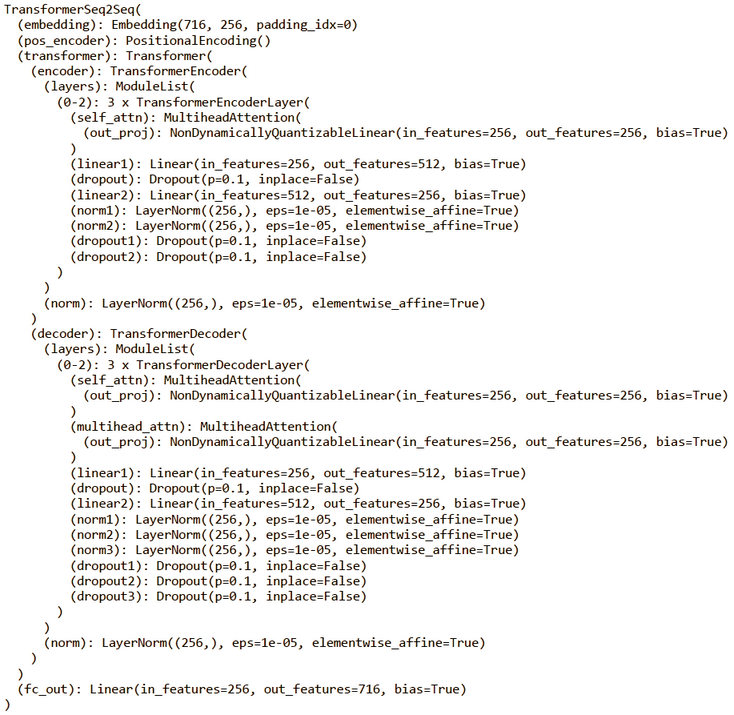 TransformerSeq2Seq(
  (embedding): Embedding(716, 256, padding_idx=0)
  (pos_encoder): PositionalEncoding()
  (transformer): Transformer(
    (encoder): TransformerEncoder(
      (layers): ModuleList(
        (0-2): 3 x TransformerEncoderLayer(
          (self_attn): MultiheadAttention(
            (out_proj): NonDynamicallyQuantizableLinear(in_features=256, out_features=256, bias=True)
          )
          (linear1): Linear(in_features=256, out_features=512, bias=True)
          (dropout): Dropout(p=0.1, inplace=False)
          (linear2): Linear(in_features=512, out_features=256, bias=True)
          (norm1): LayerNorm((256,), eps=1e-05, elementwise_affine=True)
          (norm2): LayerNorm((256,), eps=1e-05, elementwise_affine=True)
          (dropout1): Dropout(p=0.1, inplace=False)
          (dropout2): Dropout(p=0.1, inplace=False)
        )
      )
      (norm): LayerNorm((256,), eps=1e-05, elementwise_affine=True)
    )
    (decoder): TransformerDecoder(
      (layers): ModuleList(
        (0-2): 3 x TransformerDecoderLayer(
          (self_attn): MultiheadAttention(
            (out_proj): NonDynamicallyQuantizableLinear(in_features=256, out_features=256, bias=True)
          )
          (multihead_attn): MultiheadAttention(
            (out_proj): NonDynamicallyQuantizableLinear(in_features=256, out_features=256, bias=True)
          )
          (linear1): Linear(in_features=256, out_features=512, bias=True)
          (dropout): Dropout(p=0.1, inplace=False)
          (linear2): Linear(in_features=512, out_features=256, bias=True)
          (norm1): LayerNorm((256,), eps=1e-05, elementwise_affine=True)
          (norm2): LayerNorm((256,), eps=1e-05, elementwise_affine=True)
          (norm3): LayerNorm((256,), eps=1e-05, elementwise_affine=True)
          (dropout1): Dropout(p=0.1, inplace=False)
          (dropout2): Dropout(p=0.1, inplace=False)
          (dropout3): Dropout(p=0.1, inplace=False)
        )
      )
      (norm): LayerNorm((256,), eps=1e-05, elementwise_affine=True)
    )
  )
  (fc_out): Linear(in_features=256, out_features=716, bias=True)
)